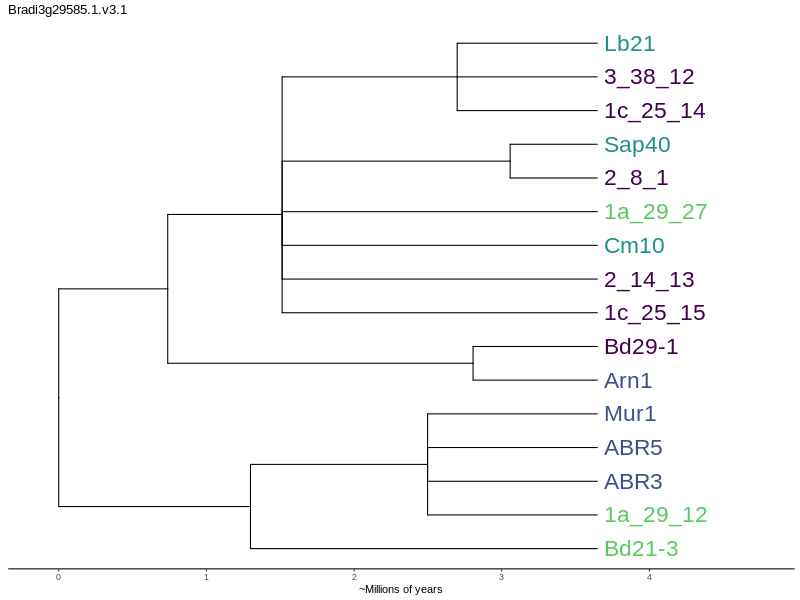 Bradi3g29585.1.v3.1
Lb21
3_38_12
1c_25_14
Sap40
2_8_1
1a_29_27
Cm10
2_14_13
1c_25_15
Bd29-1
Arn1
Mur1
ABR5
ABR3
1a_29_12
Bd21-3
0 1 2 3 4
~Millions of years